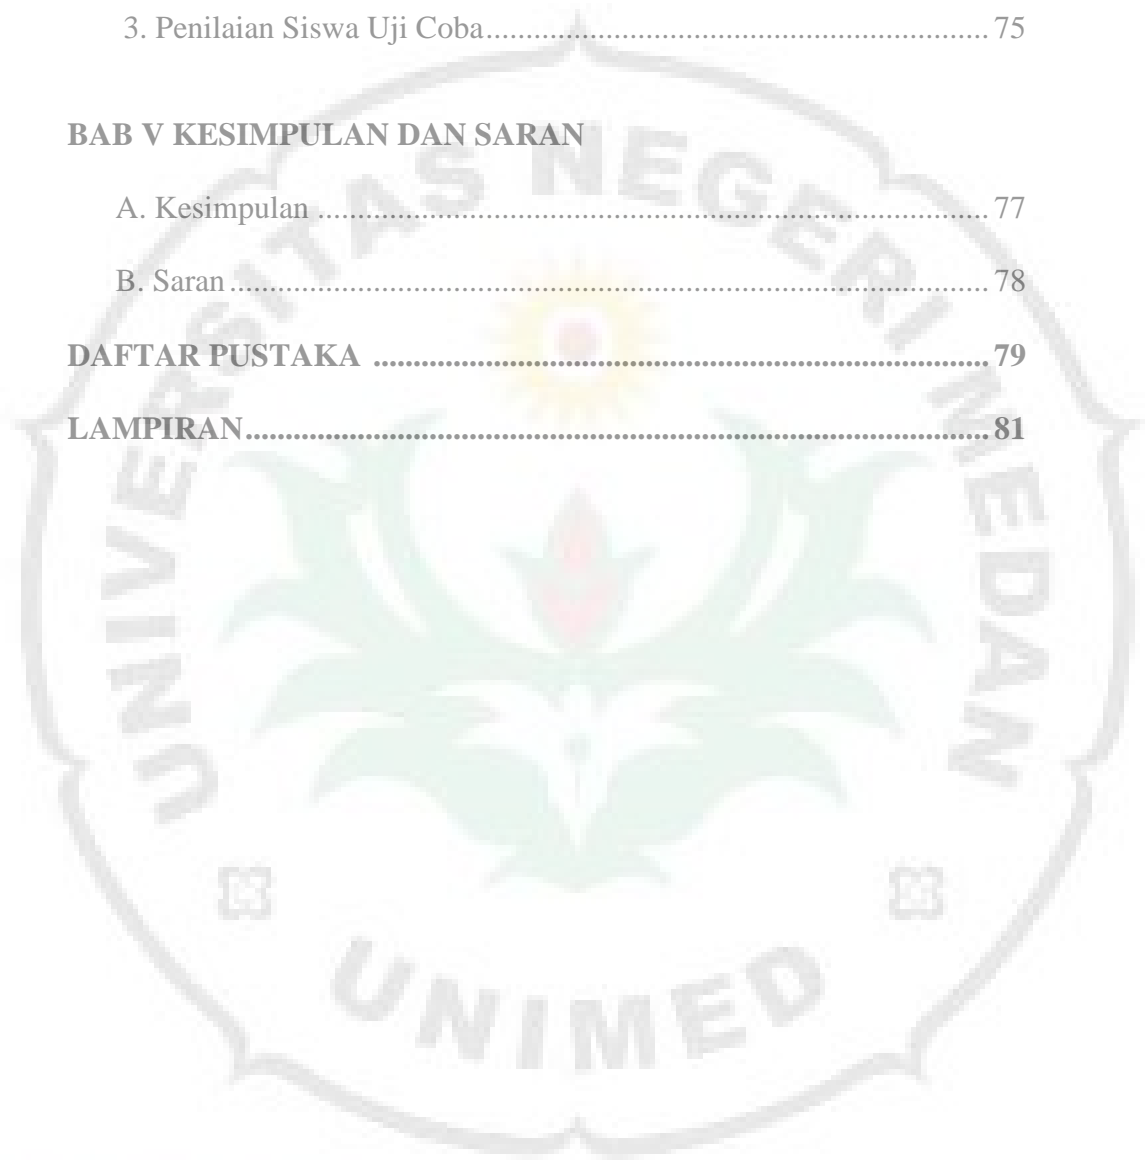 3. Penilaian Siswa Uji Coba............................................................... 75
BAB V KESIMPULAN DAN SARAN
A. Kesimpulan .................................................................................... 77
B. Saran ............................................................................................... 78
DAFTAR PUSTAKA ................................................................................ 79
LAMPIRAN................................................................................................. 81
UNIVERSITAS NEGERI MEDAN
UNIMED